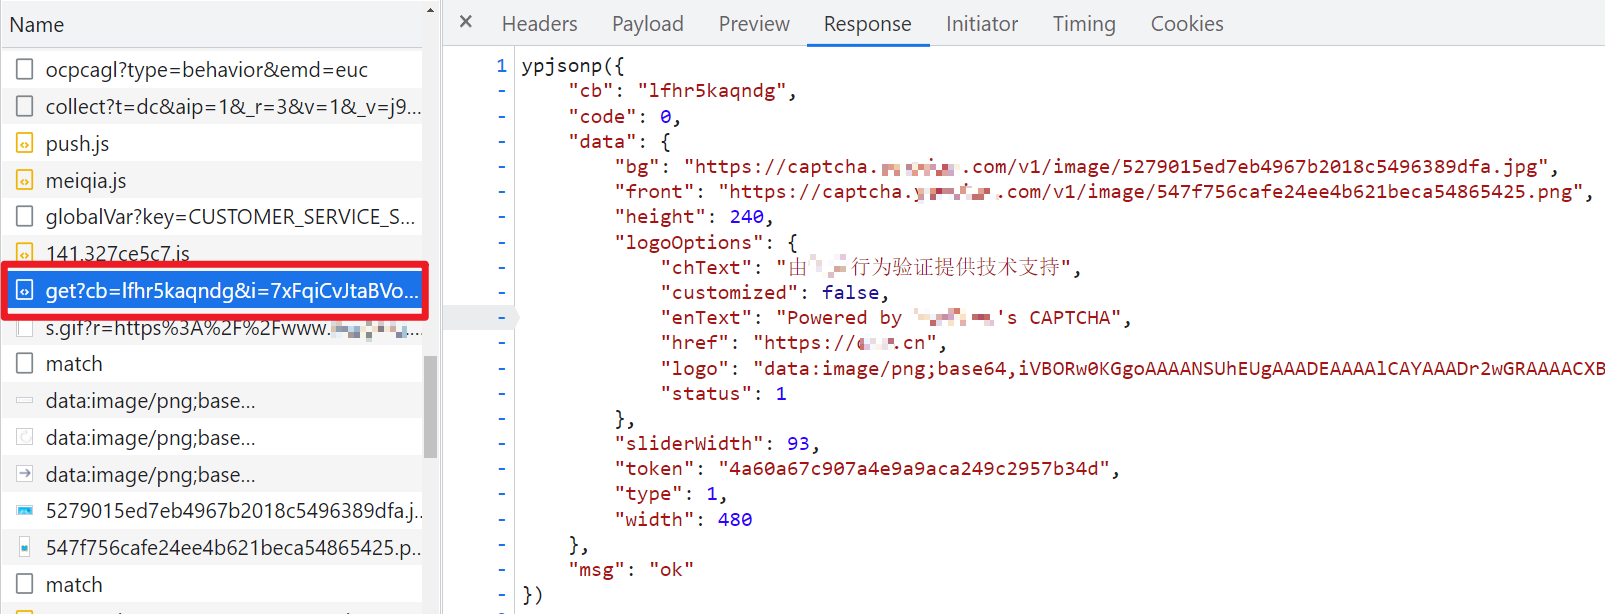 Name
ocpcagl?type=behavior&emd=euc
collect?t=dc&aip=1&_r=3&v=1&_v=j9...
push.js
meiqia.js
globalVar?key=CUSTOMER_SERVICE_S...
141.327ce5c7.js
get?cb=lfhr5kaqndg&i=7xFqiCvJtaBVo...
s.gif?r=https%3A%2F%2Fwww. ...
match
data:image/png;base...
data:image/png;base...
data:image/png;base...
5279015ed7eb4967b2018c5496389dfa.j...
547f756cafe24ee4b621beca54865425.p...
match
Headers Payload Preview Response Initiator Timing Cookies
1 ypjsonp({
- "cb": "lfhr5kaqndg",
- "code": 0,
- "data": {
- "bg": "https://captcha. .com/v1/image/5279015ed7eb4967b2018c5496389dfa.jpg",
- "front": "https://captcha. .com/v1/image/547f756cafe24ee4b621beca54865425.png",
- "height": 240,
- "logoOptions": {
- "chText": "由 行为验证提供技术支持",
- "customized": false,
- "enText": "Powered by 's CAPTCHA",
- "href": "https:// .cn",
- "logo": "data:image/png;base64,iVBORw0KGgoAAAANSUhEUgAAADEAAAAlCAYAAADr2wGRAAAACXB
- "status": 1
- },
- "sliderWidth": 93,
- "token": "4a60a67c907a4e9a9aca249c2957b34d",
- "type": 1,
- "width": 480
- },
- "msg": "ok"
- })